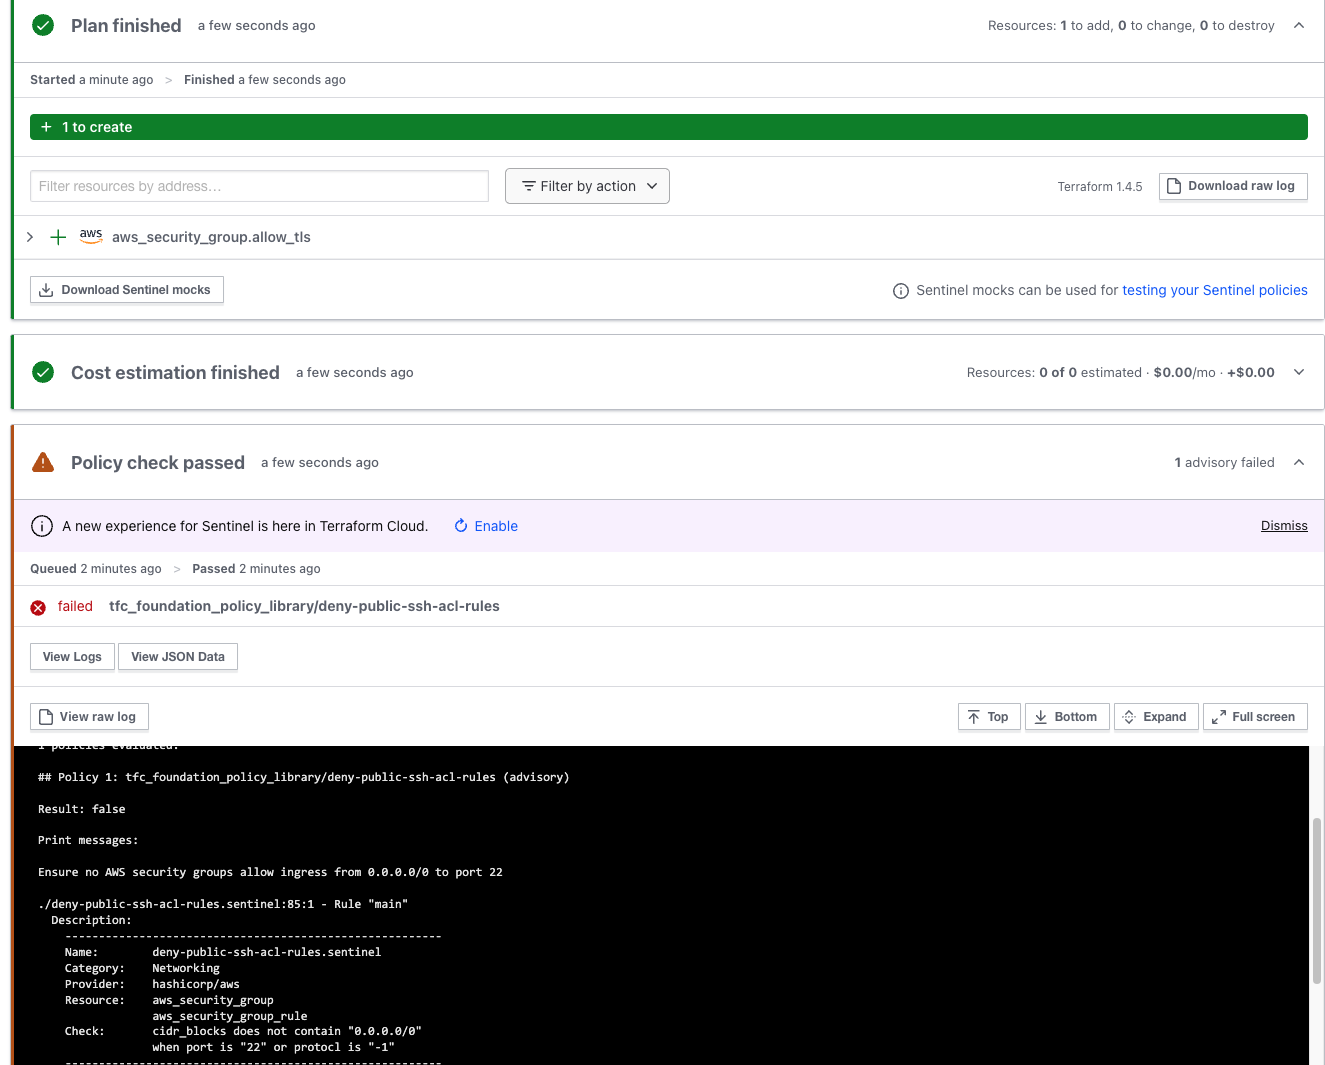 Plan finished a few seconds ago Resources: 1 to add, 0 to change, 0 to destroy
Started a minute ago > Finished a few seconds ago
+ 1 to create
Filter resources by address... Filter by action Terraform 1.4.5 Download raw log
aws aws_security_group.allow_tls
Download Sentinel mocks Sentinel mocks can be used for testing your Sentinel policies
Cost estimation finished a few seconds ago Resources: 0 of 0 estimated · $0.00/mo · +$0.00
Policy check passed a few seconds ago 1 advisory failed
A new experience for Sentinel is here in Terraform Cloud. Enable Dismiss
Queued 2 minutes ago > Passed 2 minutes ago
failed tfc_foundation_policy_library/deny-public-ssh-acl-rules
View Logs View JSON Data
View raw log Top Bottom Expand Full screen
1 policies evaluated.
## Policy 1: tfc_foundation_policy_library/deny-public-ssh-acl-rules (advisory)
Result: false
Print messages:
Ensure no AWS security groups allow ingress from 0.0.0.0/0 to port 22
./deny-public-ssh-acl-rules.sentinel:85:1 - Rule "main"
Description:
--------------------------------------------------------
Name: deny-public-ssh-acl-rules.sentinel
Category: Networking
Provider: hashicorp/aws
Resource: aws_security_group
aws_security_group_rule
Check: cidr_blocks does not contain "0.0.0.0/0"
when port is "22" or protocl is "-1"
--------------------------------------------------------